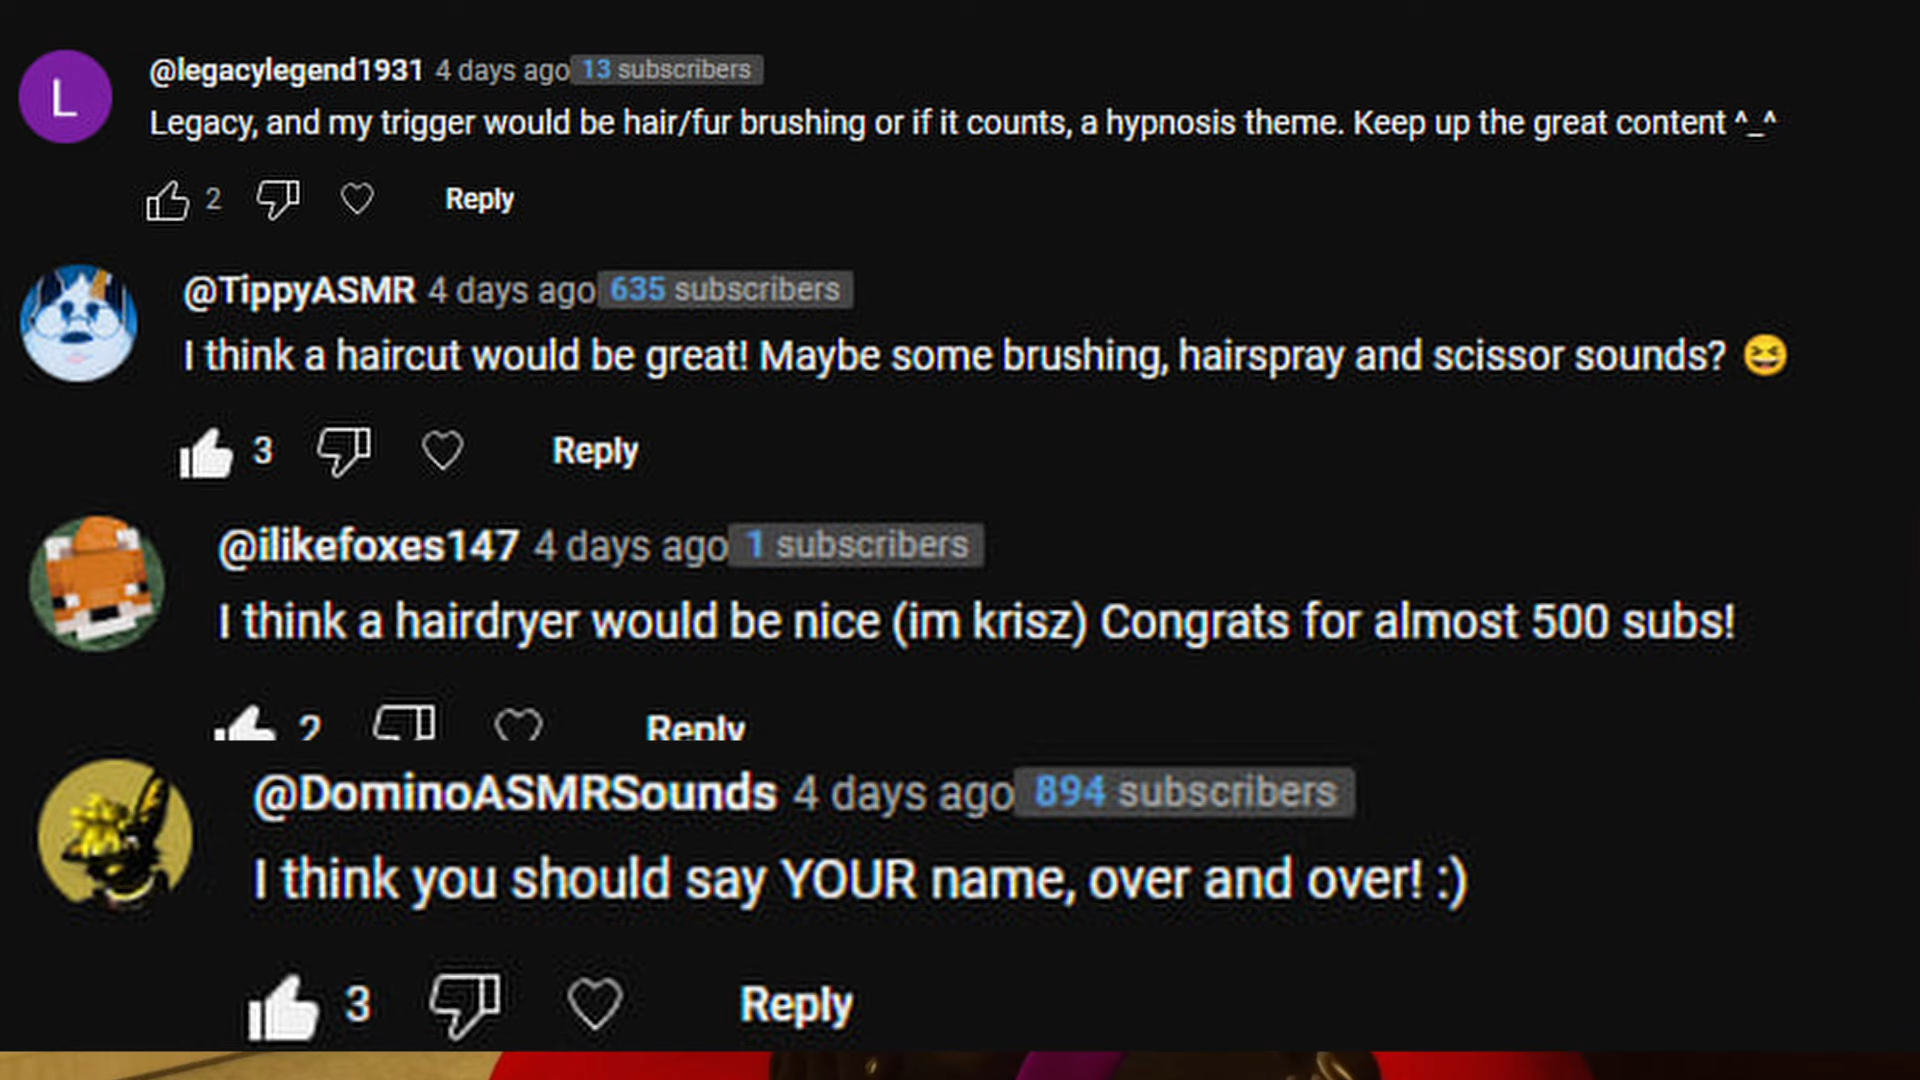 L
@legacylegend1931 4 days ago 13 subscribers
Legacy, and my trigger would be hair/fur brushing or if it counts, a hypnosis theme. Keep up the great content ^_^
2 Reply
@TippyASMR 4 days ago 635 subscribers
I think a haircut would be great! Maybe some brushing, hairspray and scissor sounds? 😆
3 Reply
@ilikefoxes147 4 days ago 1 subscribers
I think a hairdryer would be nice (im krisz) Congrats for almost 500 subs!
2 Reply
@DominoASMRSounds 4 days ago 894 subscribers
I think you should say YOUR name, over and over! :)
3 Reply